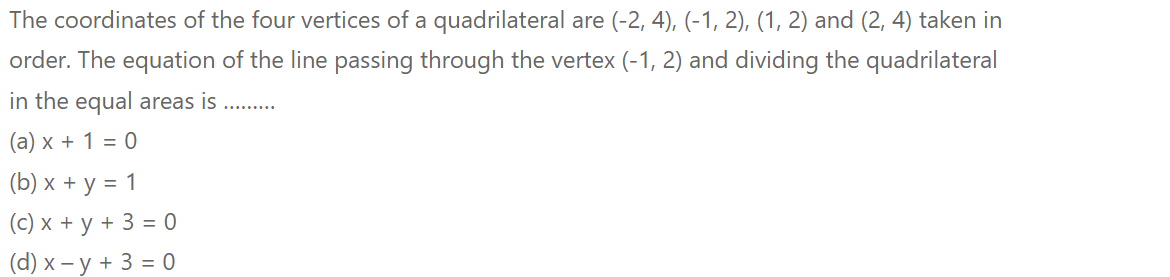 The coordinates of the four vertices of a quadrilateral are (-2, 4), (-1, 2), (1, 2) and (2, 4) taken in
order. The equation of the line passing through the vertex (-1, 2) and dividing the quadrilateral
in the equal areas is ………
(a) x + 1 = 0
(b) x + y = 1
(c) x + y + 3 = 0
(d) x – y + 3 = 0